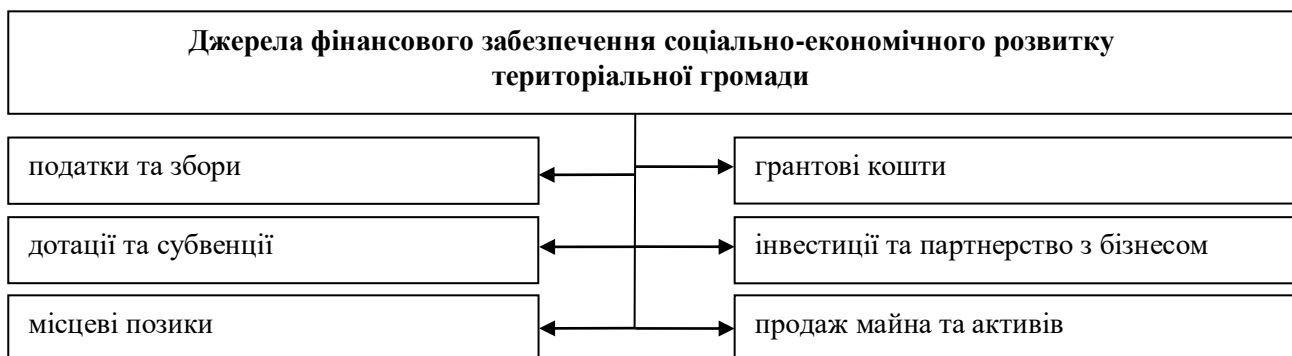 Джерела фінансового забезпечення соціально-економічного розвитку
територіальної громади
податки та збори
грантові кошти
дотації та субвенції
інвестиції та партнерство з бізнесом
місцеві позики
продаж майна та активів